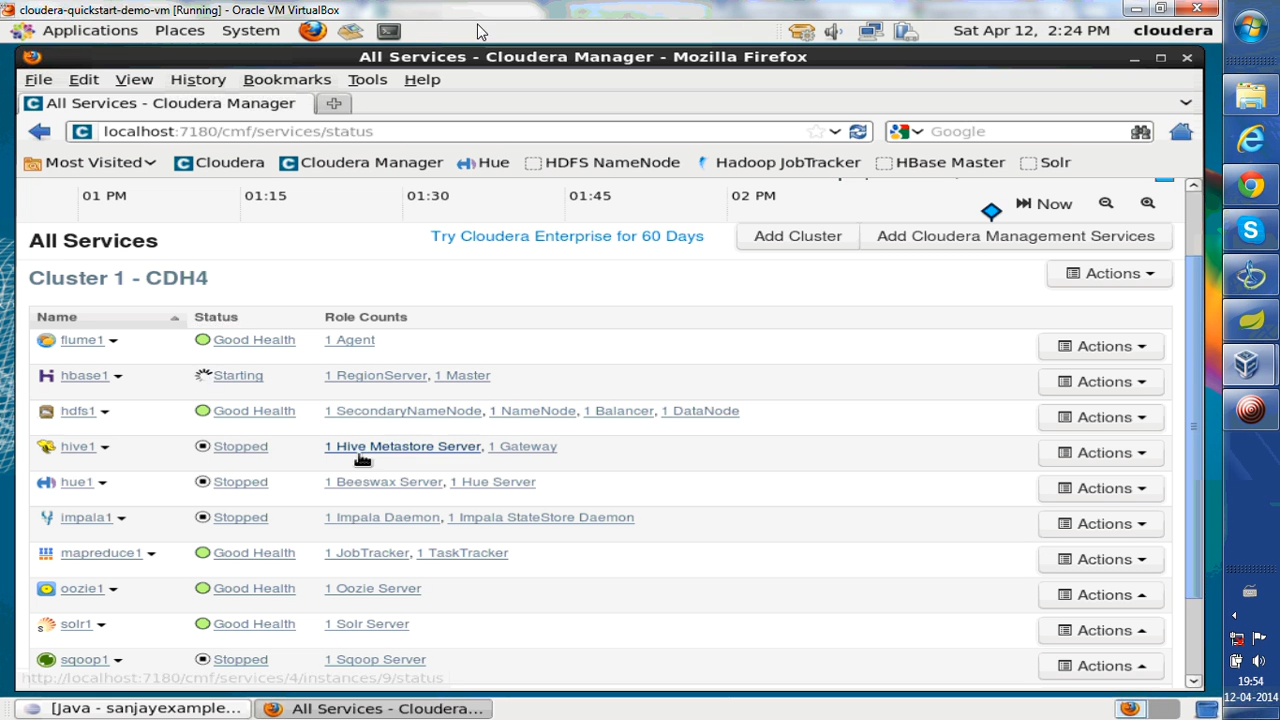 cloudera-quickstart-demo-vm [Running] - Oracle VM VirtualBox
Applications Places System Sat Apr 12, 2:24 PM cloudera
All Services - Cloudera Manager - Mozilla Firefox
File Edit View History Bookmarks Tools Help
All Services - Cloudera Manager
localhost:7180/cmf/services/status Google
Most Visited Cloudera Cloudera Manager Hue HDFS NameNode Hadoop JobTracker HBase Master Solr
01 PM 01:15 01:30 01:45 02 PM Now
All Services Try Cloudera Enterprise for 60 Days Add Cluster Add Cloudera Management Services
Cluster 1 - CDH4 Actions
Name Status Role Counts
flume1 Good Health 1 Agent Actions
hbase1 Starting 1 RegionServer, 1 Master Actions
hdfs1 Good Health 1 SecondaryNameNode, 1 NameNode, 1 Balancer, 1 DataNode Actions
hive1 Stopped 1 Hive Metastore Server, 1 Gateway Actions
hue1 Stopped 1 Beeswax Server, 1 Hue Server Actions
impala1 Stopped 1 Impala Daemon, 1 Impala StateStore Daemon Actions
mapreduce1 Good Health 1 JobTracker, 1 TaskTracker Actions
oozie1 Good Health 1 Oozie Server Actions
solr1 Good Health 1 Solr Server Actions
sqoop1 Stopped 1 Sqoop Server Actions
http://localhost:7180/cmf/services/4/instances/9/status
[Java - sanjayexample... All Services - Cloudera...
19:54
12-04-2014